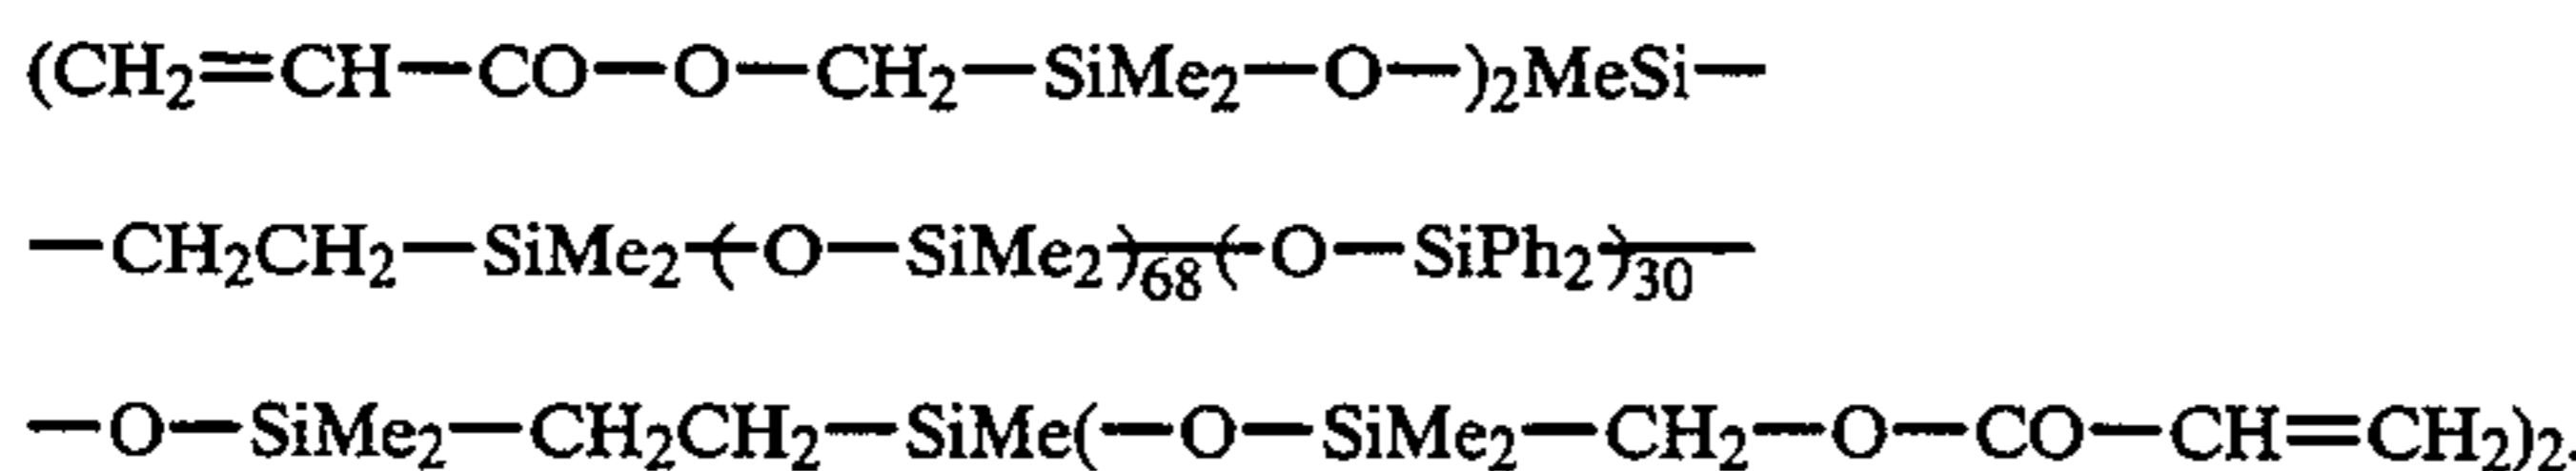 (CH₂=CH—CO—O—CH₂—SiMe₂—O—)₂MeSi—
—CH₂CH₂—SiMe₂—(O—SiMe₂)₆₈—(O—SiPh₂)₃₀—
—O—SiMe₂—CH₂CH₂—SiMe(—O—SiMe₂—CH₂—O—CO—CH=CH₂)₂,